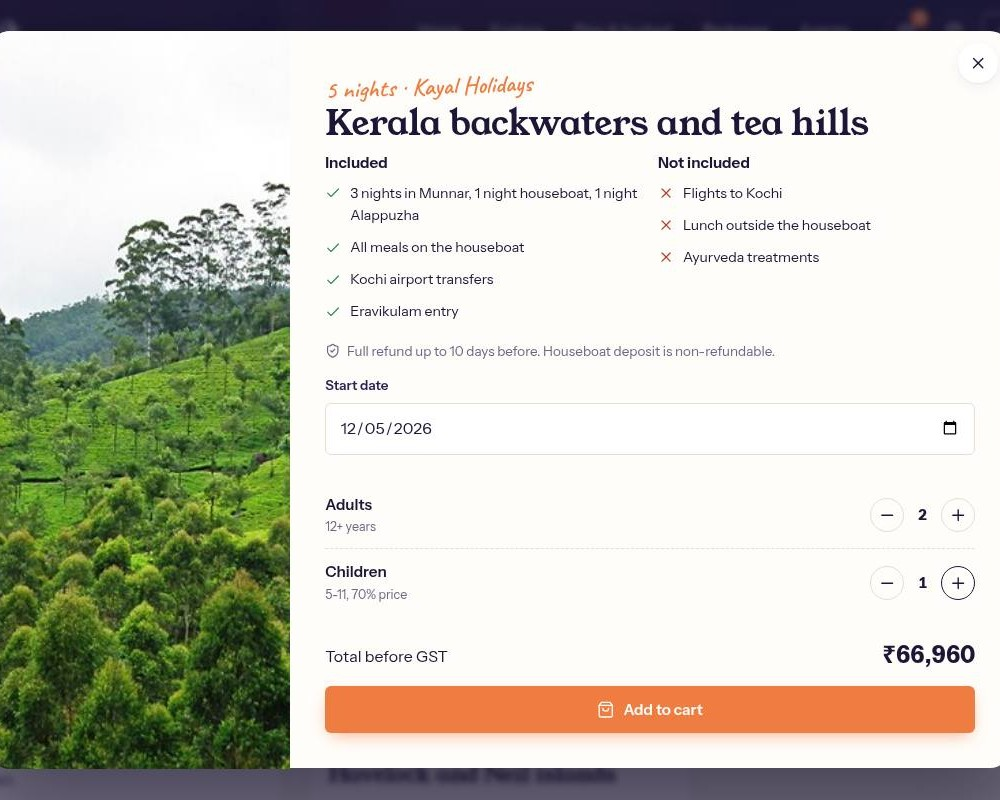 5 nights · Kayal Holidays
Kerala backwaters and tea hills
Included
3 nights in Munnar, 1 night houseboat, 1 night
Alappuzha
All meals on the houseboat
Kochi airport transfers
Eravikulam entry
Not included
Flights to Kochi
Lunch outside the houseboat
Ayurveda treatments
Full refund up to 10 days before. Houseboat deposit is non-refundable.
Start date
12/05/2026
Adults
12+ years
2
Children
5-11, 70% price
1
Total before GST
₹66,960
Add to cart
Havelock and Neil islands